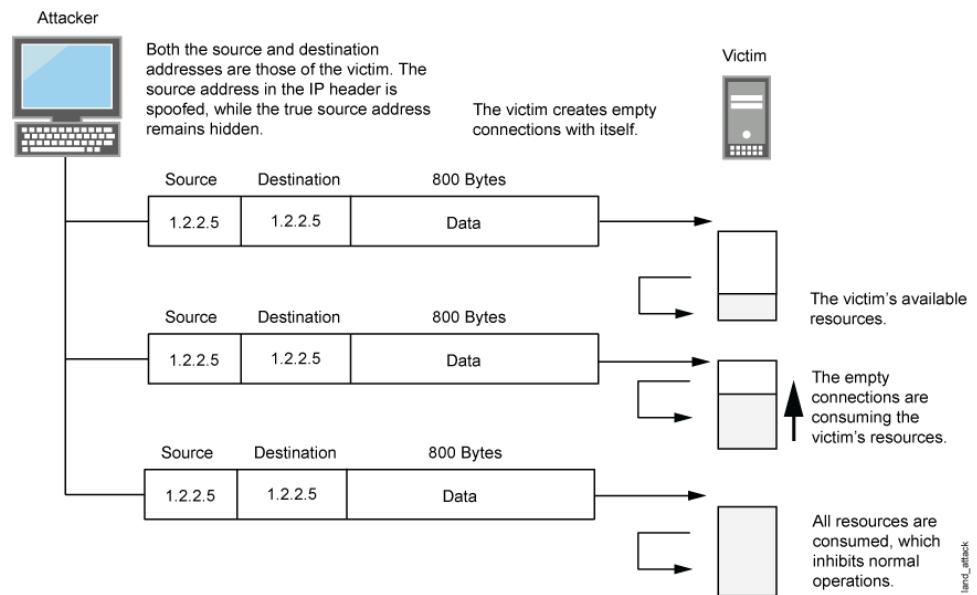 Attacker
Both the source and destination
addresses are those of the victim. The
source address in the IP header is
spoofed, while the true source address
remains hidden.
The victim creates empty
connections with itself.
Victim
Source Destination 800 Bytes
1.2.2.5 1.2.2.5 Data
The victim's available
resources.
Source Destination 800 Bytes
1.2.2.5 1.2.2.5 Data
The empty
connections are
consuming the
victim's resources.
Source Destination 800 Bytes
1.2.2.5 1.2.2.5 Data
All resources are
consumed, which
inhibits normal
operations.
land_attack